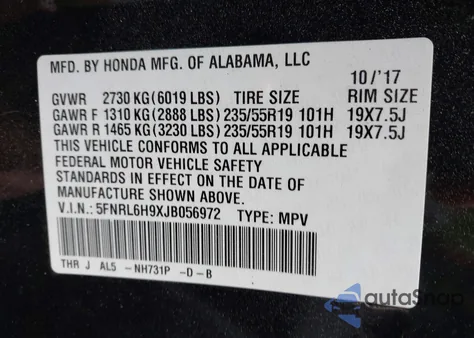 MFD. BY HONDA MFG. OF ALABAMA, LLC
10/'17
GVWR 2730 KG(6019 LBS) TIRE SIZE RIM SIZE
GAWR F 1310 KG(2888 LBS) 235/55R19 101H 19X7.5J
GAWR R 1465 KG(3230 LBS) 235/55R19 101H 19X7.5J
THIS VEHICLE CONFORMS TO ALL APPLICABLE
FEDERAL MOTOR VEHICLE SAFETY
STANDARDS IN EFFECT ON THE DATE OF
MANUFACTURE SHOWN ABOVE.
V.I.N.: 5FNRL6H9XJB056972 TYPE: MPV
THR J AL5 -NH731P -D-B
autoSnap